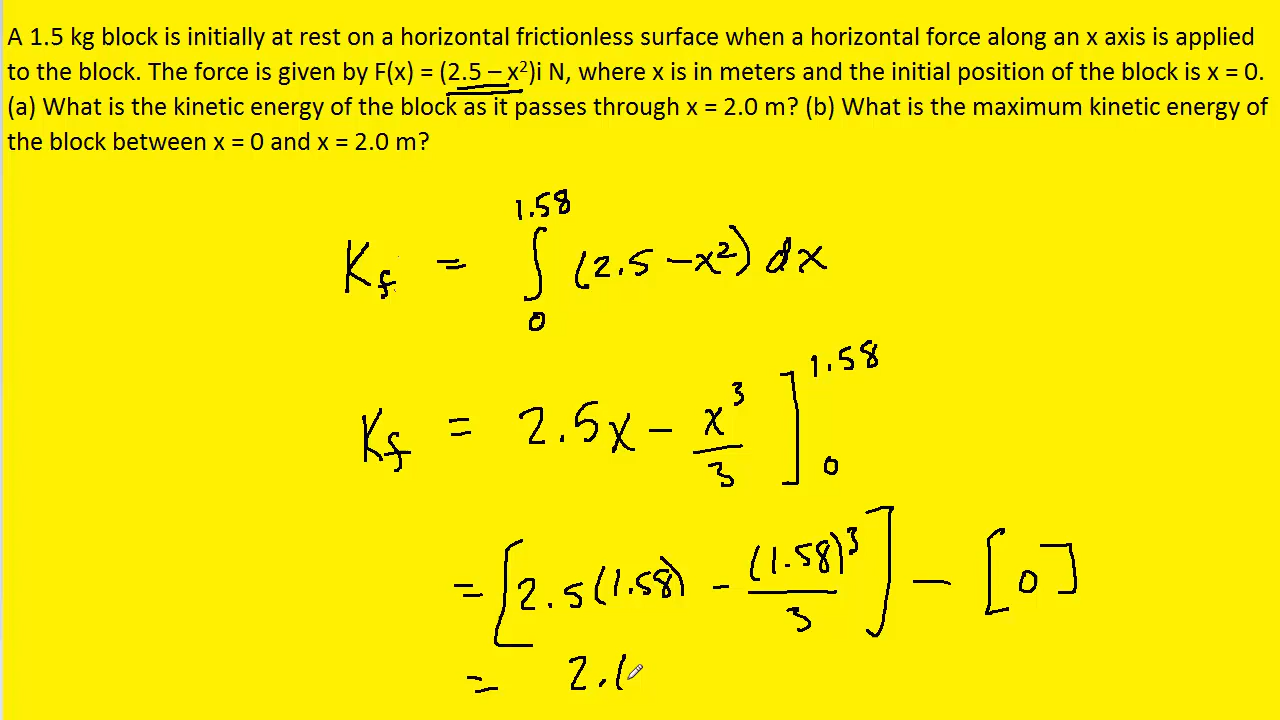 A 1.5 kg block is initially at rest on a horizontal frictionless surface when a horizontal force along an x axis is applied
to the block. The force is given by F(x) = (2.5 – x²)i N, where x is in meters and the initial position of the block is x = 0.
(a) What is the kinetic energy of the block as it passes through x = 2.0 m? (b) What is the maximum kinetic energy of
the block between x = 0 and x = 2.0 m?
1.58
Kf = ∫ (2.5 – x²) dx
0
1.58
Kf = 2.5x – x³/3 ]
0
= [2.5(1.58) – (1.58)³/3] – [0]
= 2.